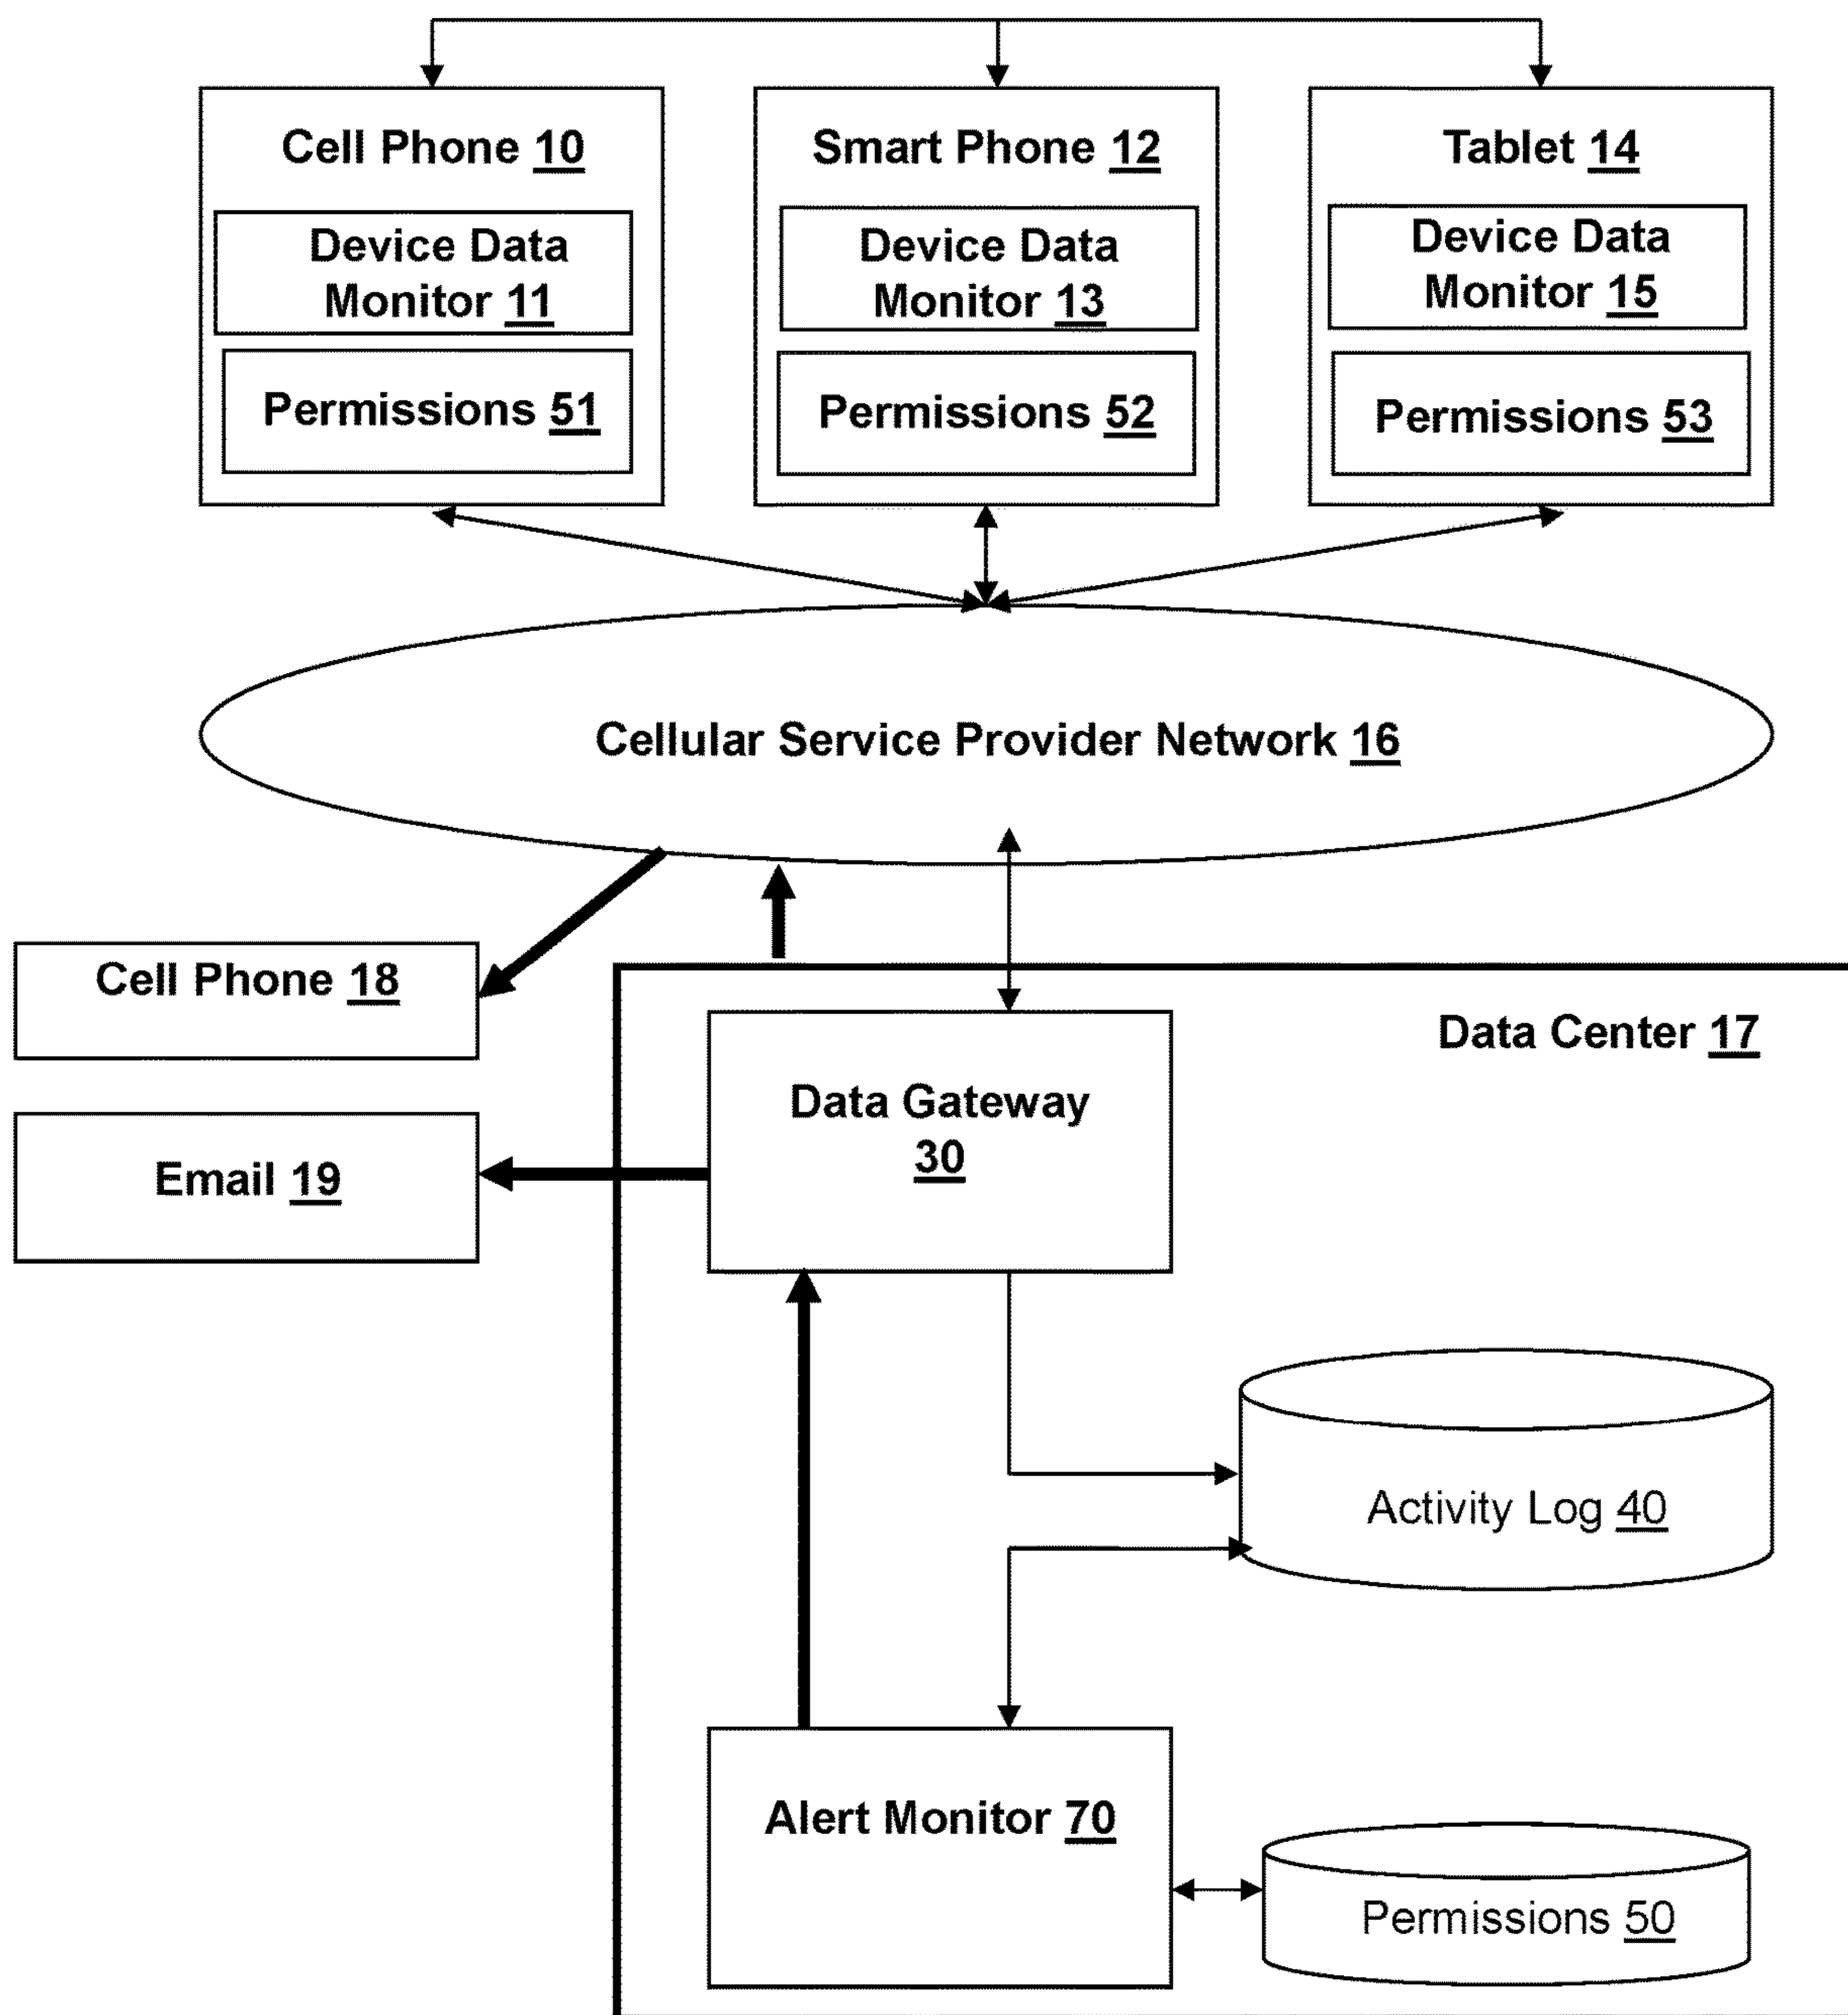 Cell Phone 10
Device Data
Monitor 11
Permissions 51
Smart Phone 12
Device Data
Monitor 13
Permissions 52
Tablet 14
Device Data
Monitor 15
Permissions 53
Cellular Service Provider Network 16
Cell Phone 18
Email 19
Data Center 17
Data Gateway
30
Activity Log 40
Alert Monitor 70
Permissions 50